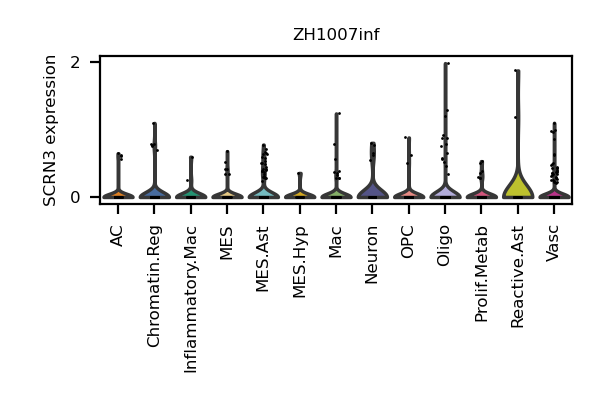 ZH1007inf
SCRN3 expression
2
0
AC
Chromatin.Reg
Inflammatory.Mac
MES
MES.Ast
MES.Hyp
Mac
Neuron
OPC
Oligo
Prolif.Metab
Reactive.Ast
Vasc